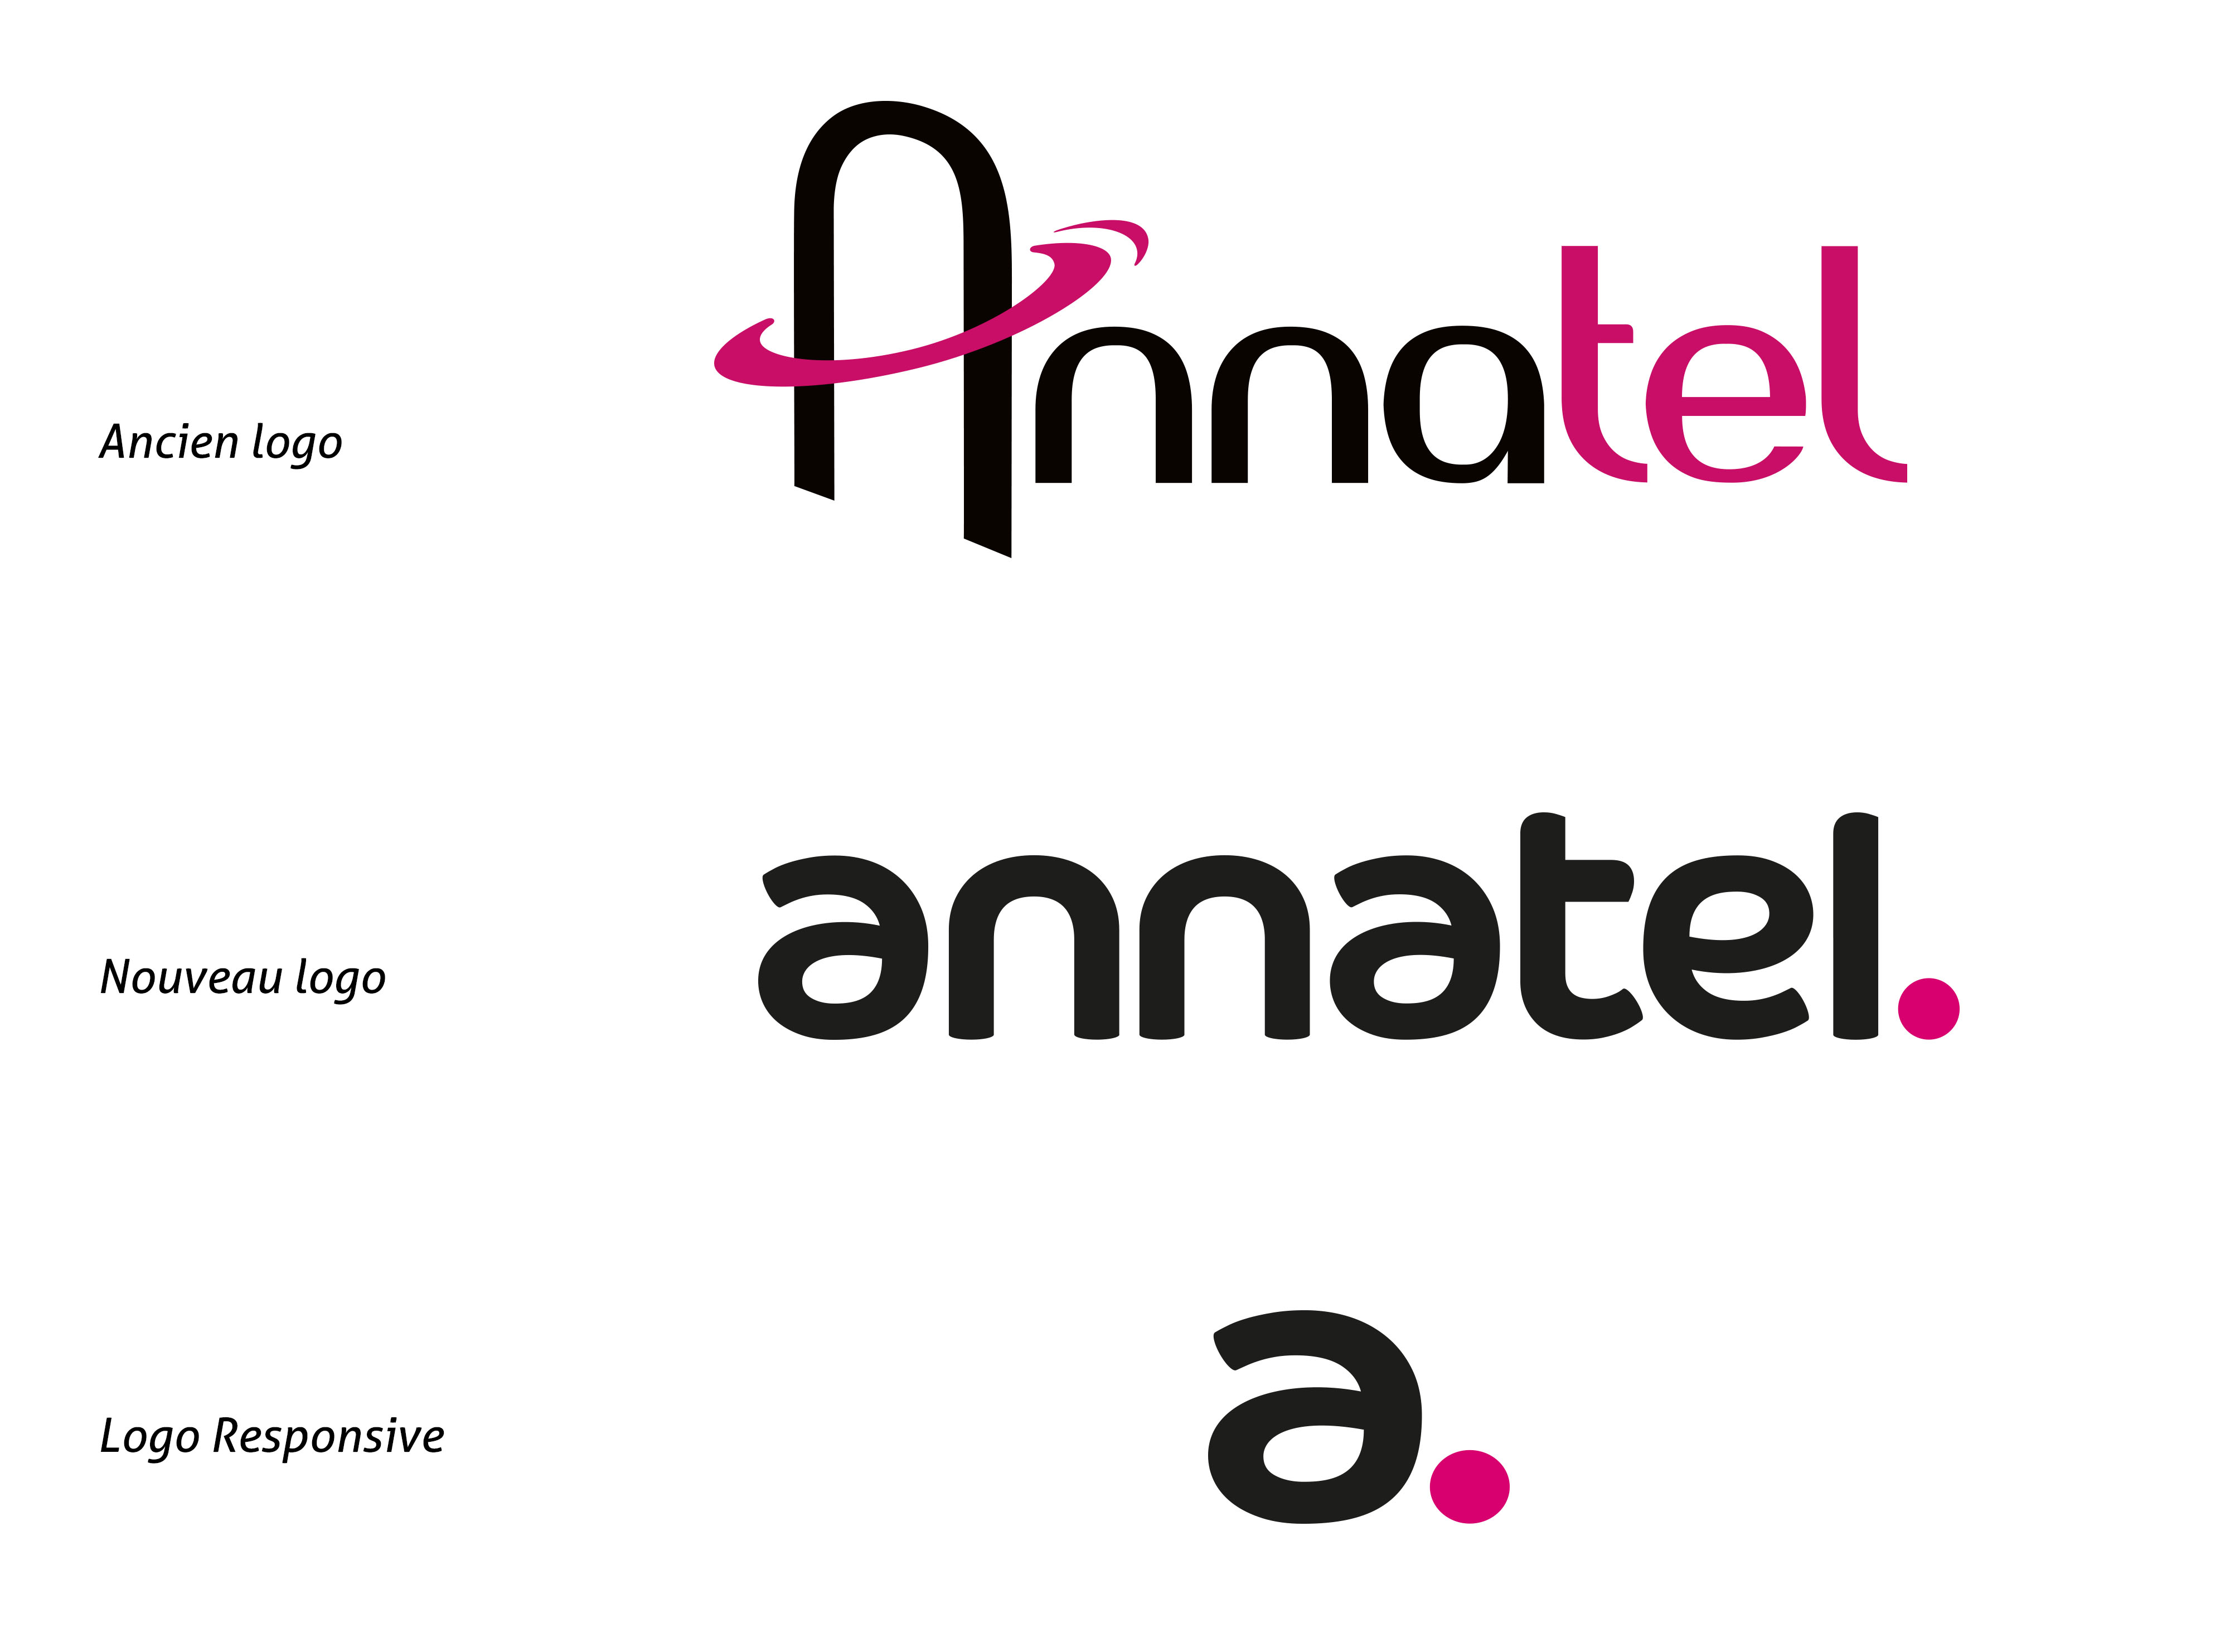 Annatel
Ancien logo
annatel.
Nouveau logo
a.
Logo Responsive